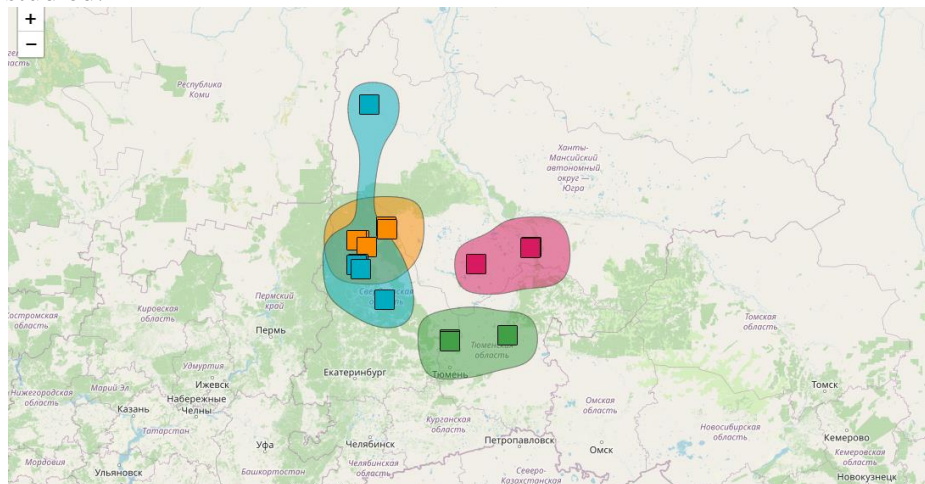 +
−
Республика
Коми
Ханты-
Мансийский
автономный
округ —
Югра
Пермский
край
Кировская
область
Костромская
область
Свердловская
область
Томская
область
Пермь
Удмуртия
Тюменская
область
Екатеринбург
Тюмень
Ижевск
Марий Эл
Нижегородская
область
Набережные
Челны
Казань
Томск
Омская
область
Курганская
область
Новосибирская
область
Кемерово
Татарстан
Уфа
Челябинск
Петропавловск
Омск
Кемеровская
область
Мордовия
Ульяновск
Башкортостан
Челябинская
область
Северо-
Казахстанская
Новокузнецк